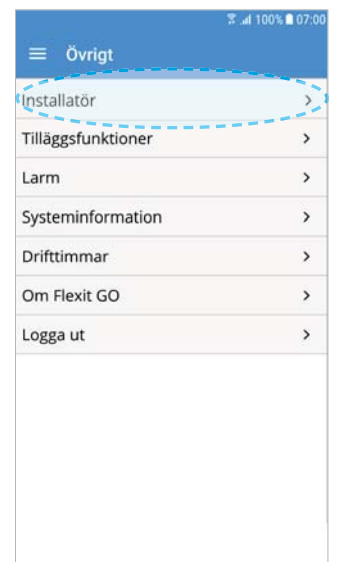 100% 07:00
Övrigt
Installatör
Tilläggsfunktioner
Larm
Systeminformation
Drifttimmar
Om Flexit GO
Logga ut